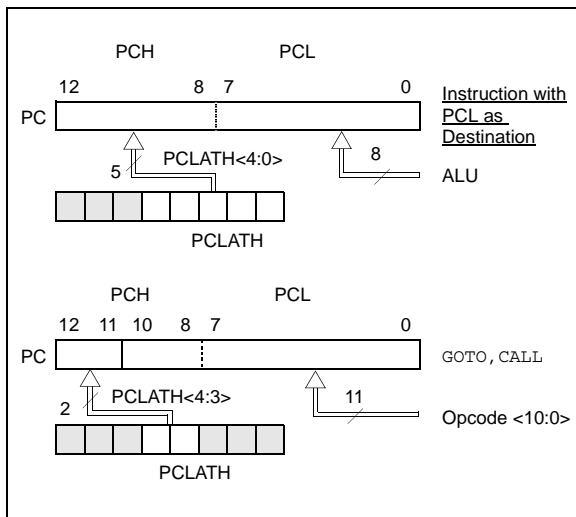 PCH PCL
12 8 7 0
PC
Instruction with
PCL as
Destination
5 PCLATH<4:0> 8
ALU
PCLATH
PCH PCL
12 11 10 8 7 0
PC GOTO,CALL
2 PCLATH<4:3> 11
Opcode <10:0>
PCLATH